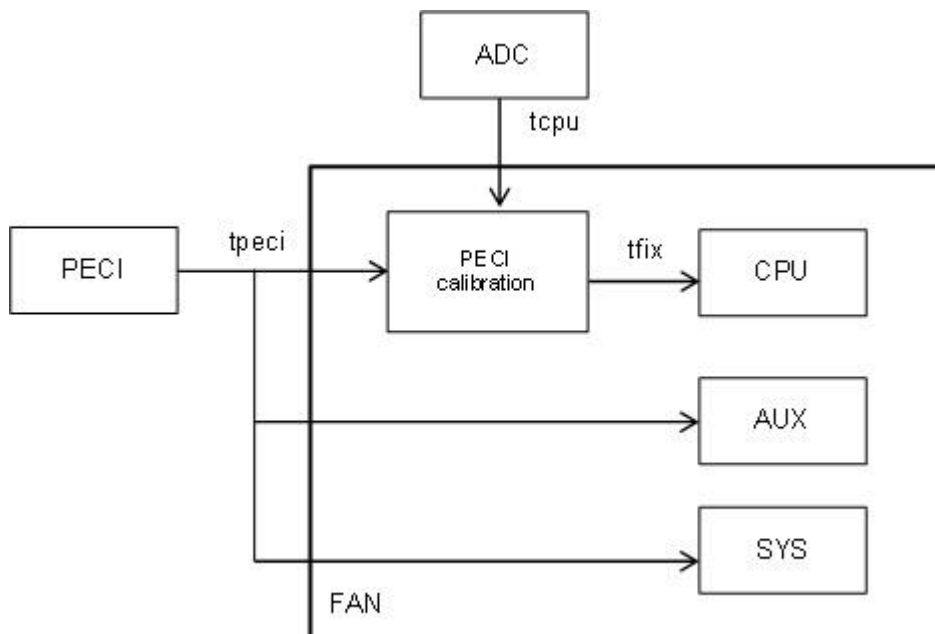 ADC
tcpu
PECI
tpeci
PECI
calibration
tfix
CPU
AUX
SYS
FAN